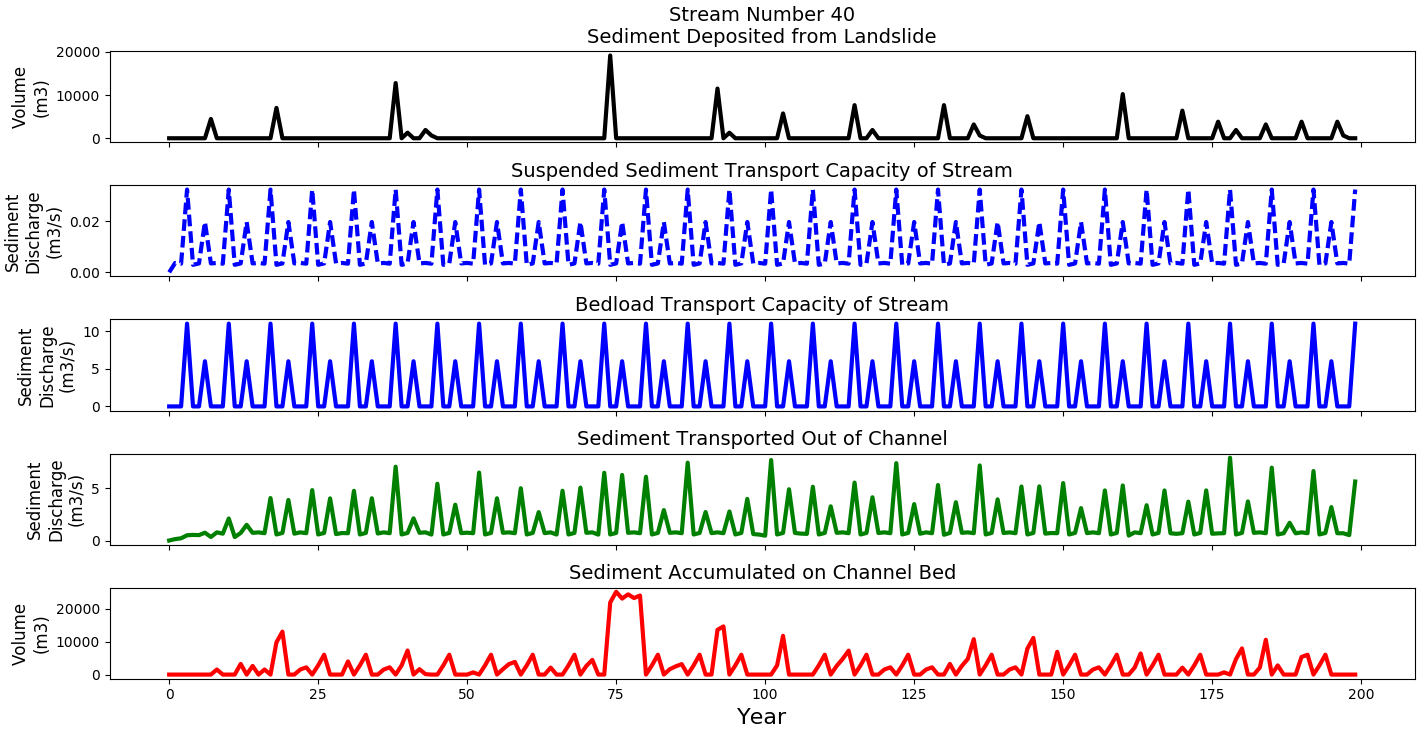 Stream Number 40
Sediment Deposited from Landslide
Volume
(m3)
20000
10000
0
Suspended Sediment Transport Capacity of Stream
Sediment
Discharge
(m3/s)
0.02
0.00
Bedload Transport Capacity of Stream
Sediment
Discharge
(m3/s)
10
5
0
Sediment Transported Out of Channel
Sediment
Discharge
(m3/s)
5
0
Sediment Accumulated on Channel Bed
Volume
(m3)
20000
10000
0
0 25 50 75 100 125 150 175 200
Year